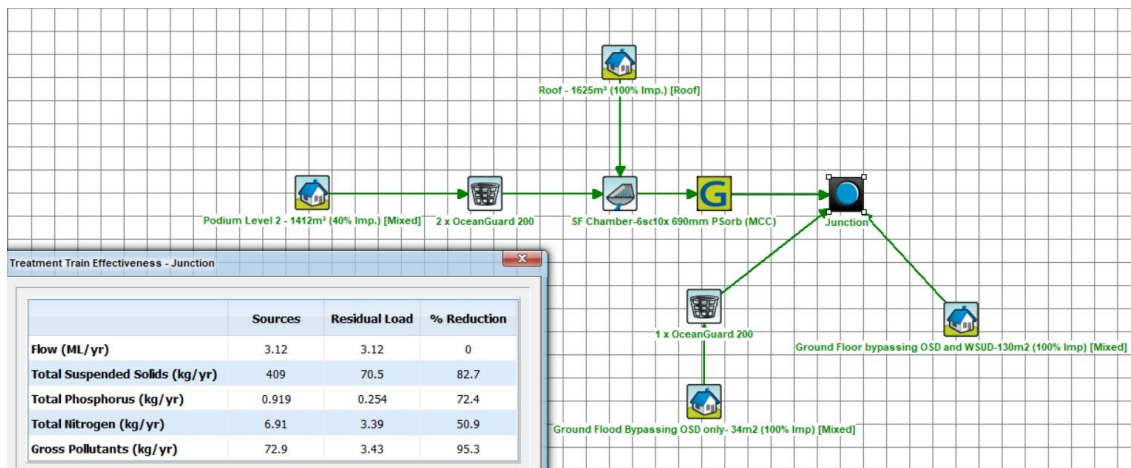 Roof - 1625m² (100% Imp.) [Roof]
Podium Level 2 - 1412m² (40% Imp.) [Mixed]
2 x OceanGuard 200
SF Chamber-6sc10x 690mm PSorb (MCC)
G
Junction
Treatment Train Effectiveness - Junction
Sources Residual Load % Reduction
Flow (ML/yr) 3.12 3.12 0
Total Suspended Solids (kg/yr) 409 70.5 82.7
Total Phosphorus (kg/yr) 0.919 0.254 72.4
Total Nitrogen (kg/yr) 6.91 3.39 50.9
Gross Pollutants (kg/yr) 72.9 3.43 95.3
1 x OceanGuard 200
Ground Floor bypassing OSD and WSUD-130m2 (100% Imp) [Mixed]
Ground Flood Bypassing OSD only- 34m2 (100% Imp) [Mixed]